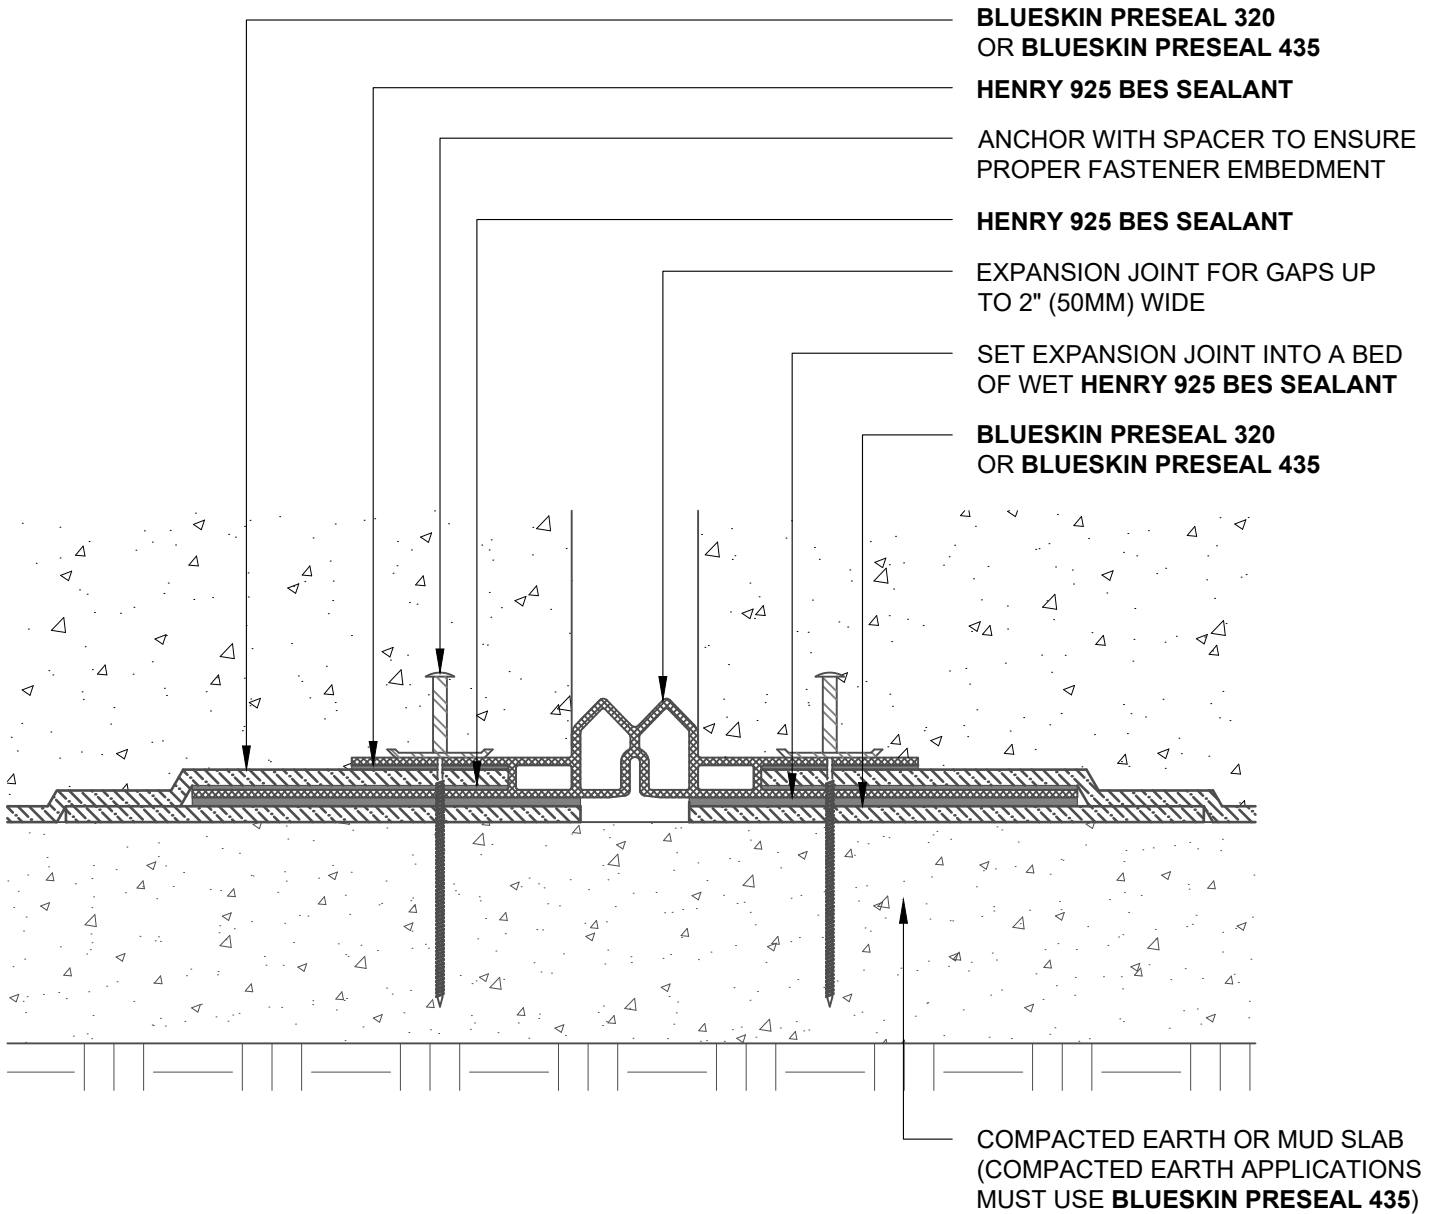 BLUESKIN PRESEAL 320
OR BLUESKIN PRESEAL 435
HENRY 925 BES SEALANT
ANCHOR WITH SPACER TO ENSURE
PROPER FASTENER EMBEDMENT
HENRY 925 BES SEALANT
EXPANSION JOINT FOR GAPS UP
TO 2" (50MM) WIDE
SET EXPANSION JOINT INTO A BED
OF WET HENRY 925 BES SEALANT
BLUESKIN PRESEAL 320
OR BLUESKIN PRESEAL 435
COMPACTED EARTH OR MUD SLAB
(COMPACTED EARTH APPLICATIONS
MUST USE BLUESKIN PRESEAL 435)